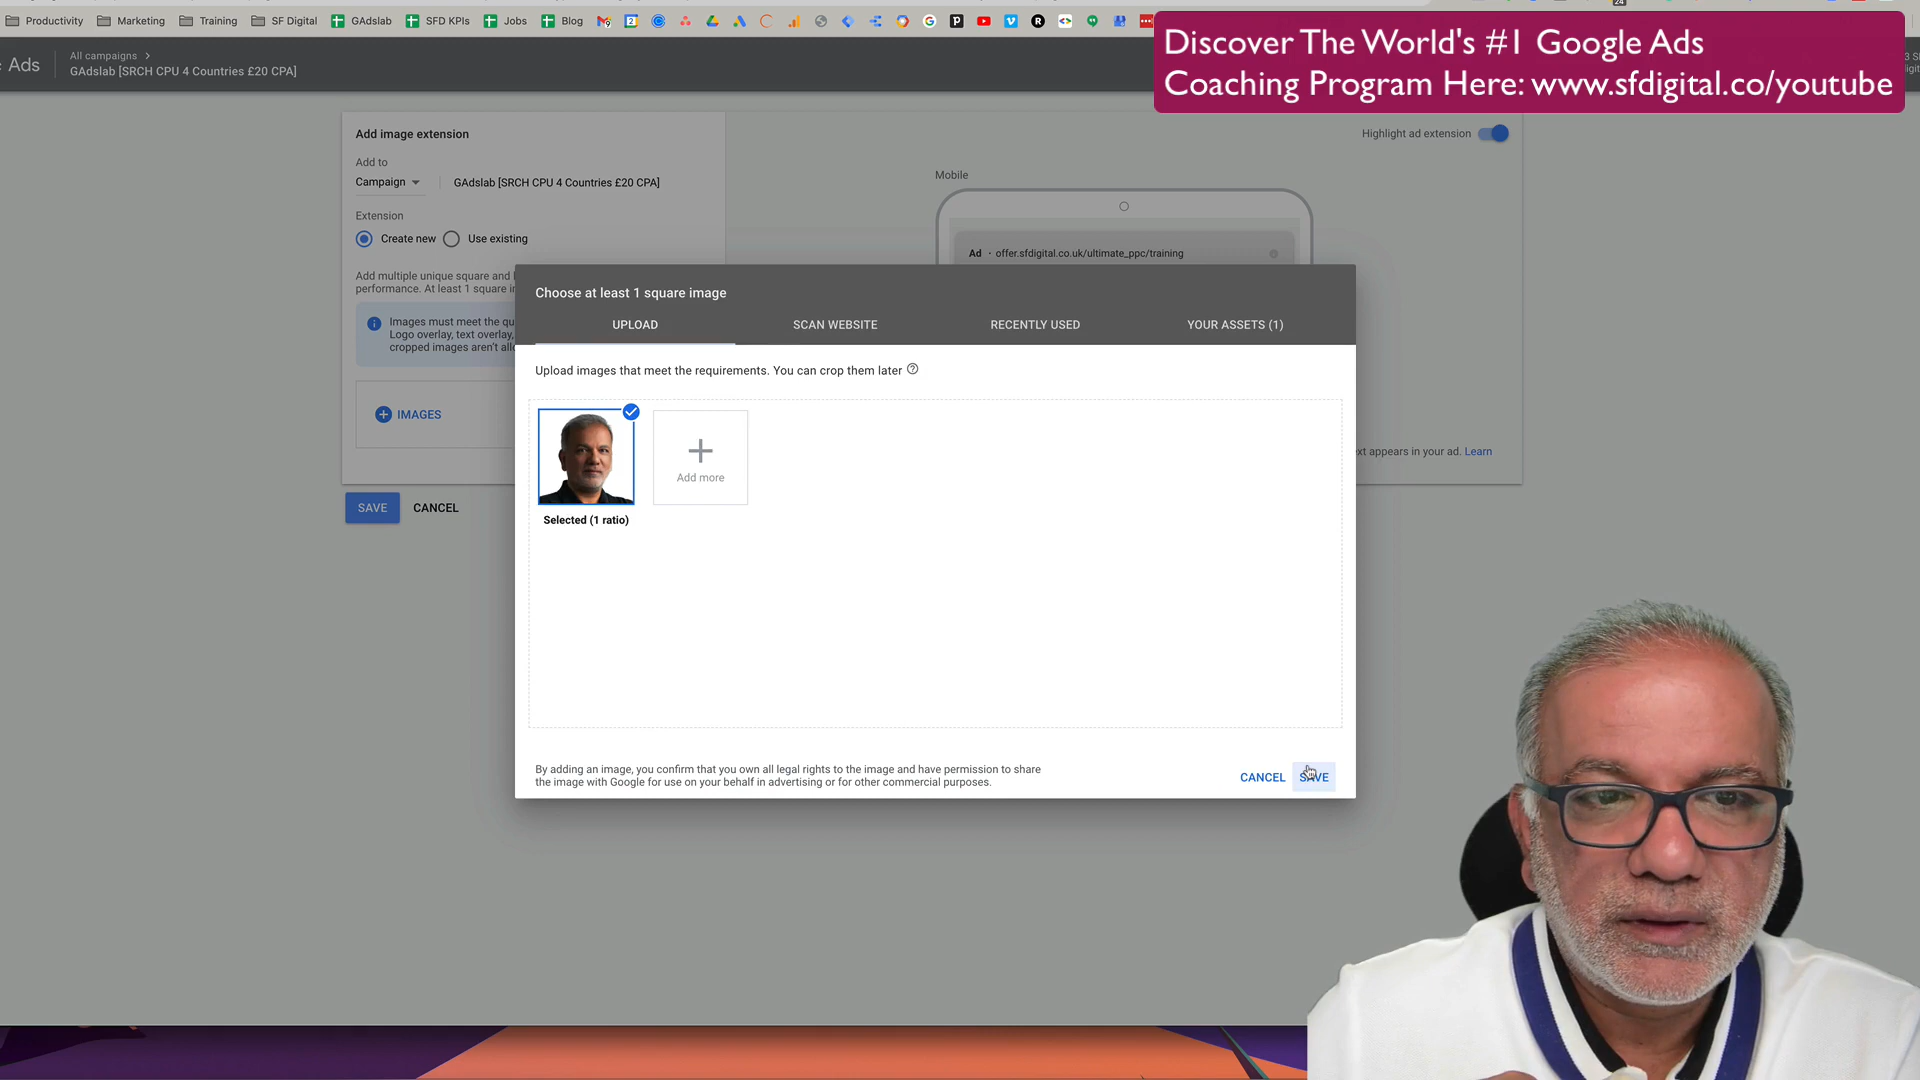 Productivity
Marketing
Training
SF Digital
GAdslab
SFD KPIs
Jobs
Blog
24
Discover The World's #1 Google Ads
Coaching Program Here: www.sfdigital.co/youtube
Ads
All campaigns
GAdslab [SRCH CPU 4 Countries £20 CPA]
Add image extension
Add to
Campaign
GAdslab [SRCH CPU 4 Countries £20 CPA]
Extension
Create new
Use existing
Add multiple unique square and
performance. At least 1 square
Images must meet the
Logo overlay, text overlay,
cropped images aren't
IMAGES
SAVE
CANCEL
Highlight ad extension
Mobile
Ad · offer.sfdigital.co.uk/ultimate_ppc/training
text appears in your ad. Learn
Choose at least 1 square image
UPLOAD
SCAN WEBSITE
RECENTLY USED
YOUR ASSETS (1)
Upload images that meet the requirements. You can crop them later
Add more
Selected (1 ratio)
By adding an image, you confirm that you own all legal rights to the image and have permission to share
the image with Google for use on your behalf in advertising or for other commercial purposes.
CANCEL
SAVE